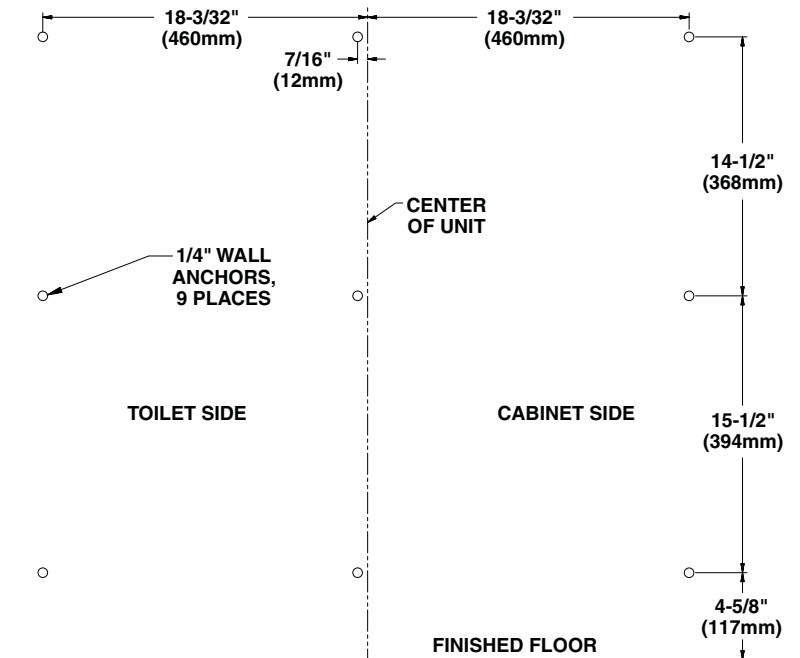 18-3/32"
(460mm)
18-3/32"
(460mm)
7/16"
(12mm)
14-1/2"
(368mm)
CENTER
OF UNIT
1/4" WALL
ANCHORS,
9 PLACES
TOILET SIDE
CABINET SIDE
15-1/2"
(394mm)
4-5/8"
(117mm)
FINISHED FLOOR